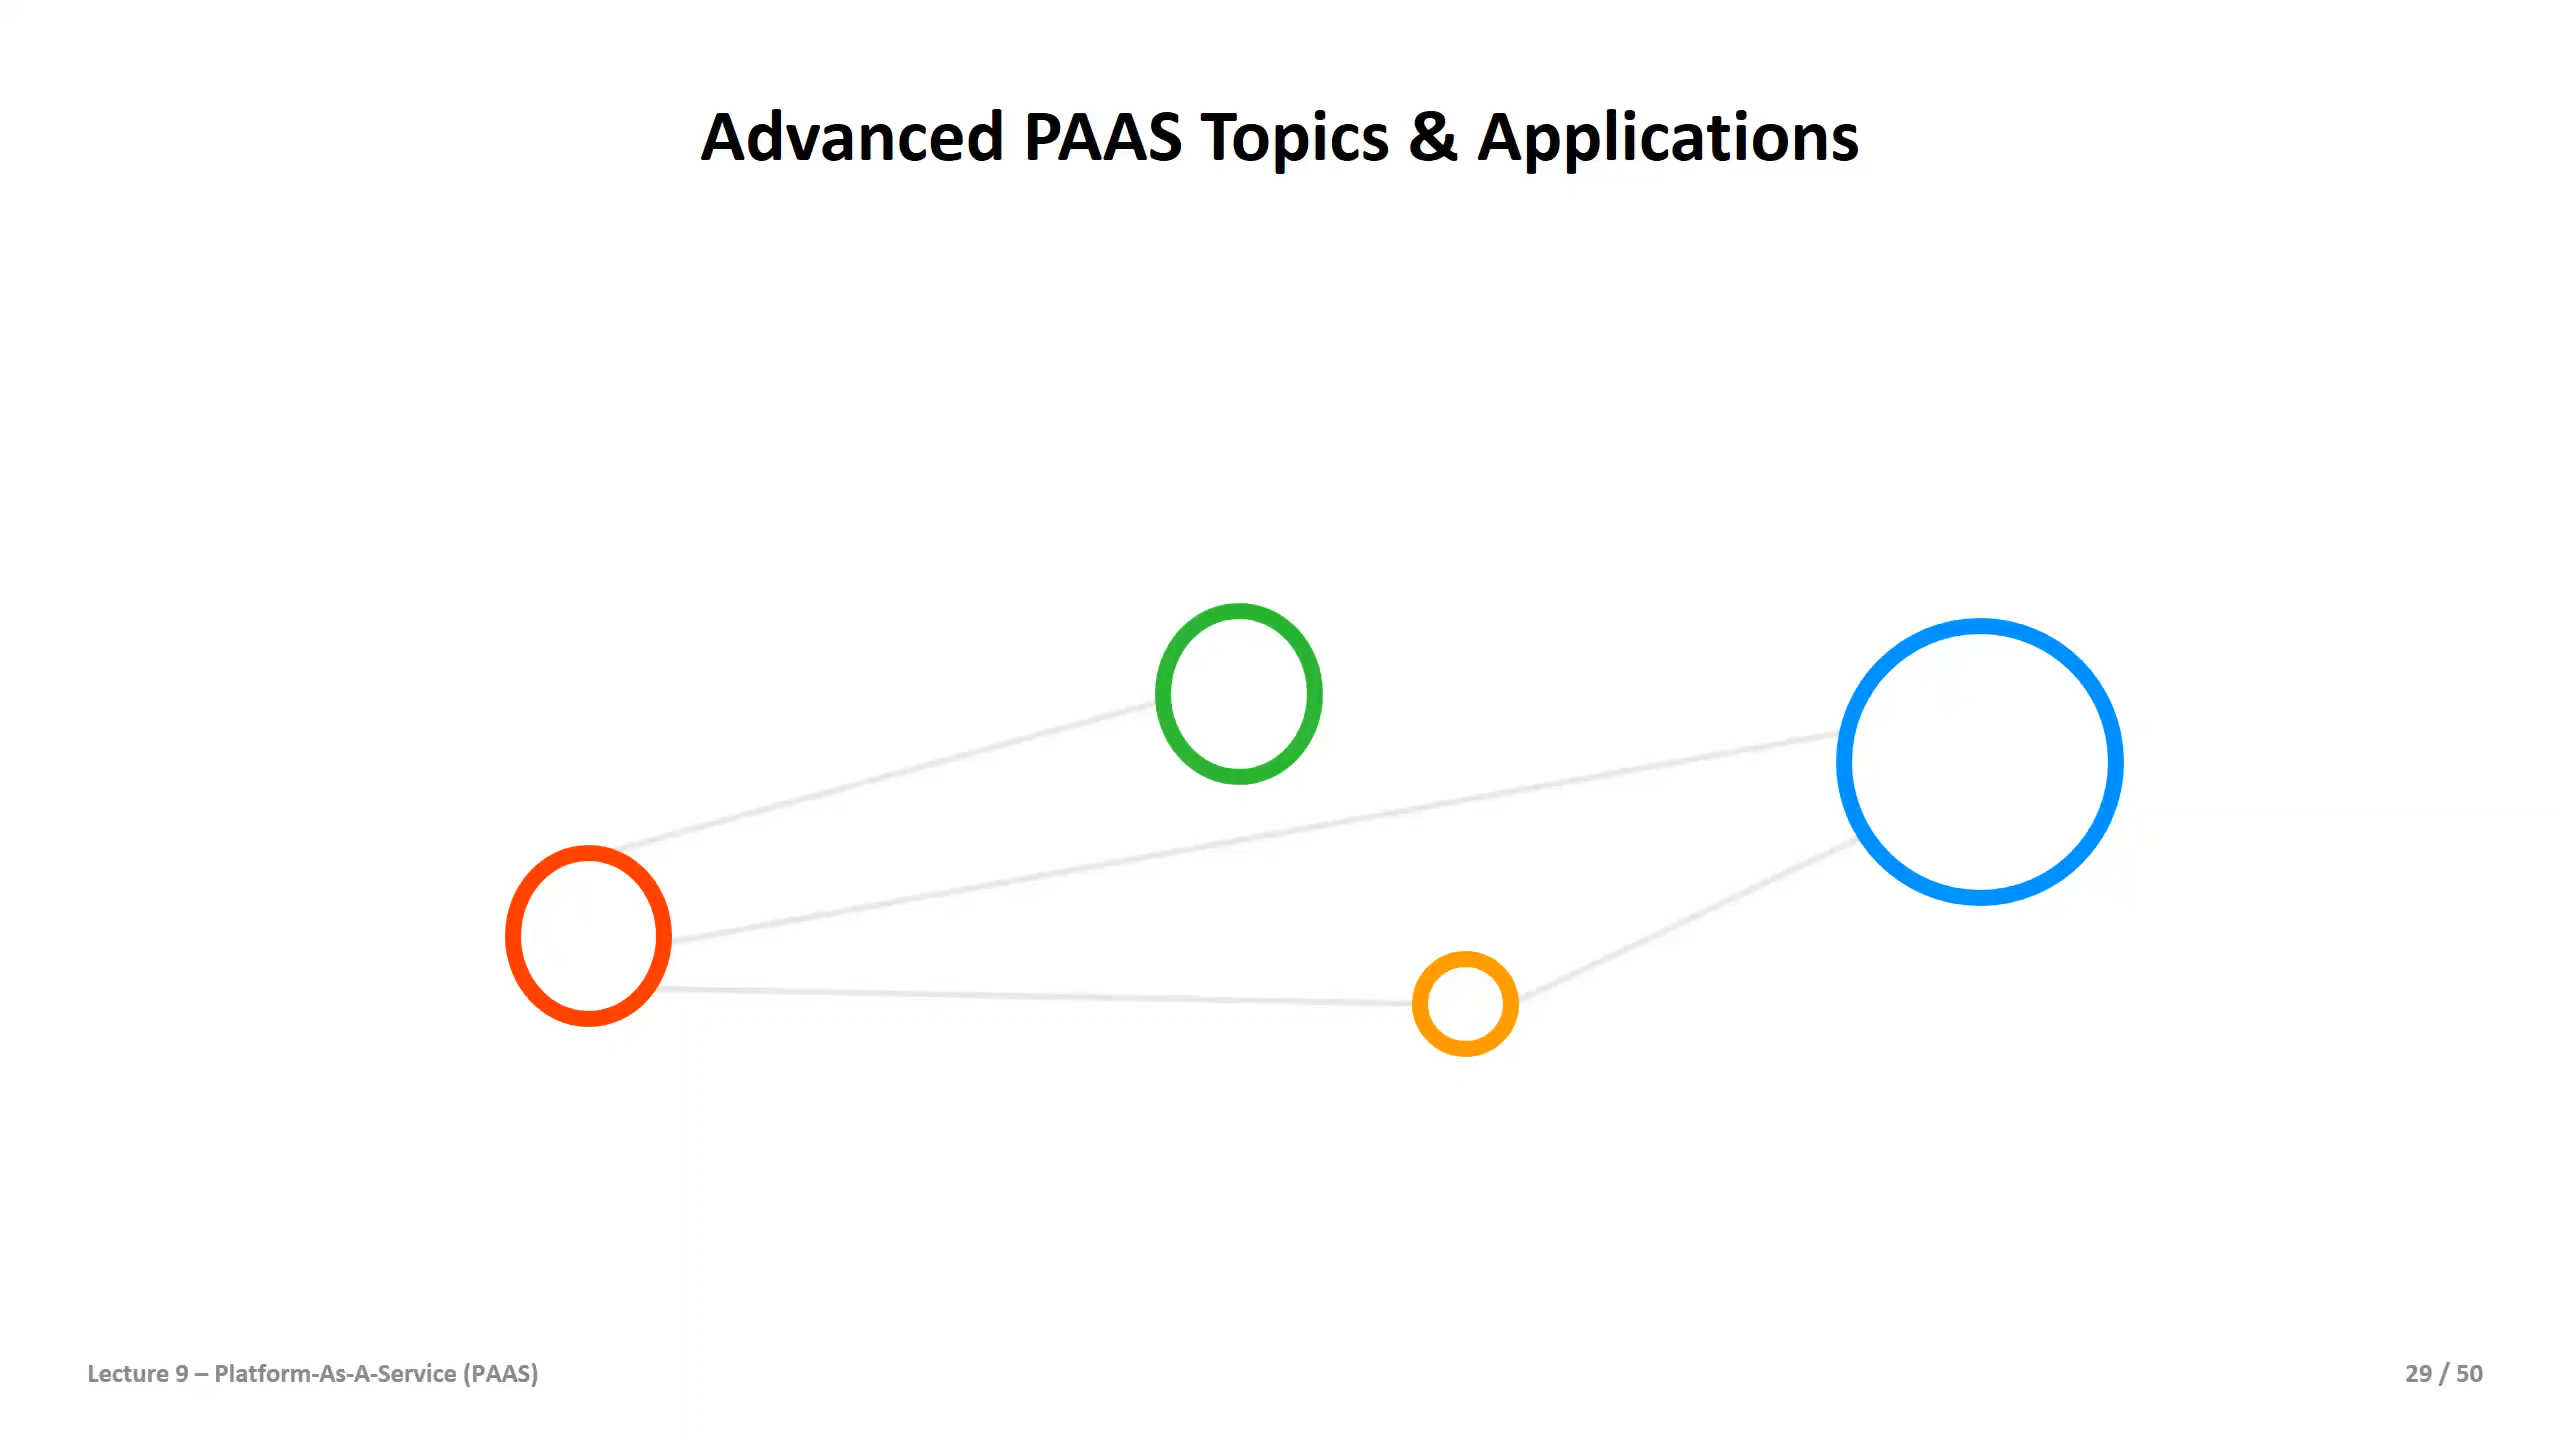 Advanced PAAS Topics & Applications
Lecture 9 – Platform-As-A-Service (PAAS)
29 / 50